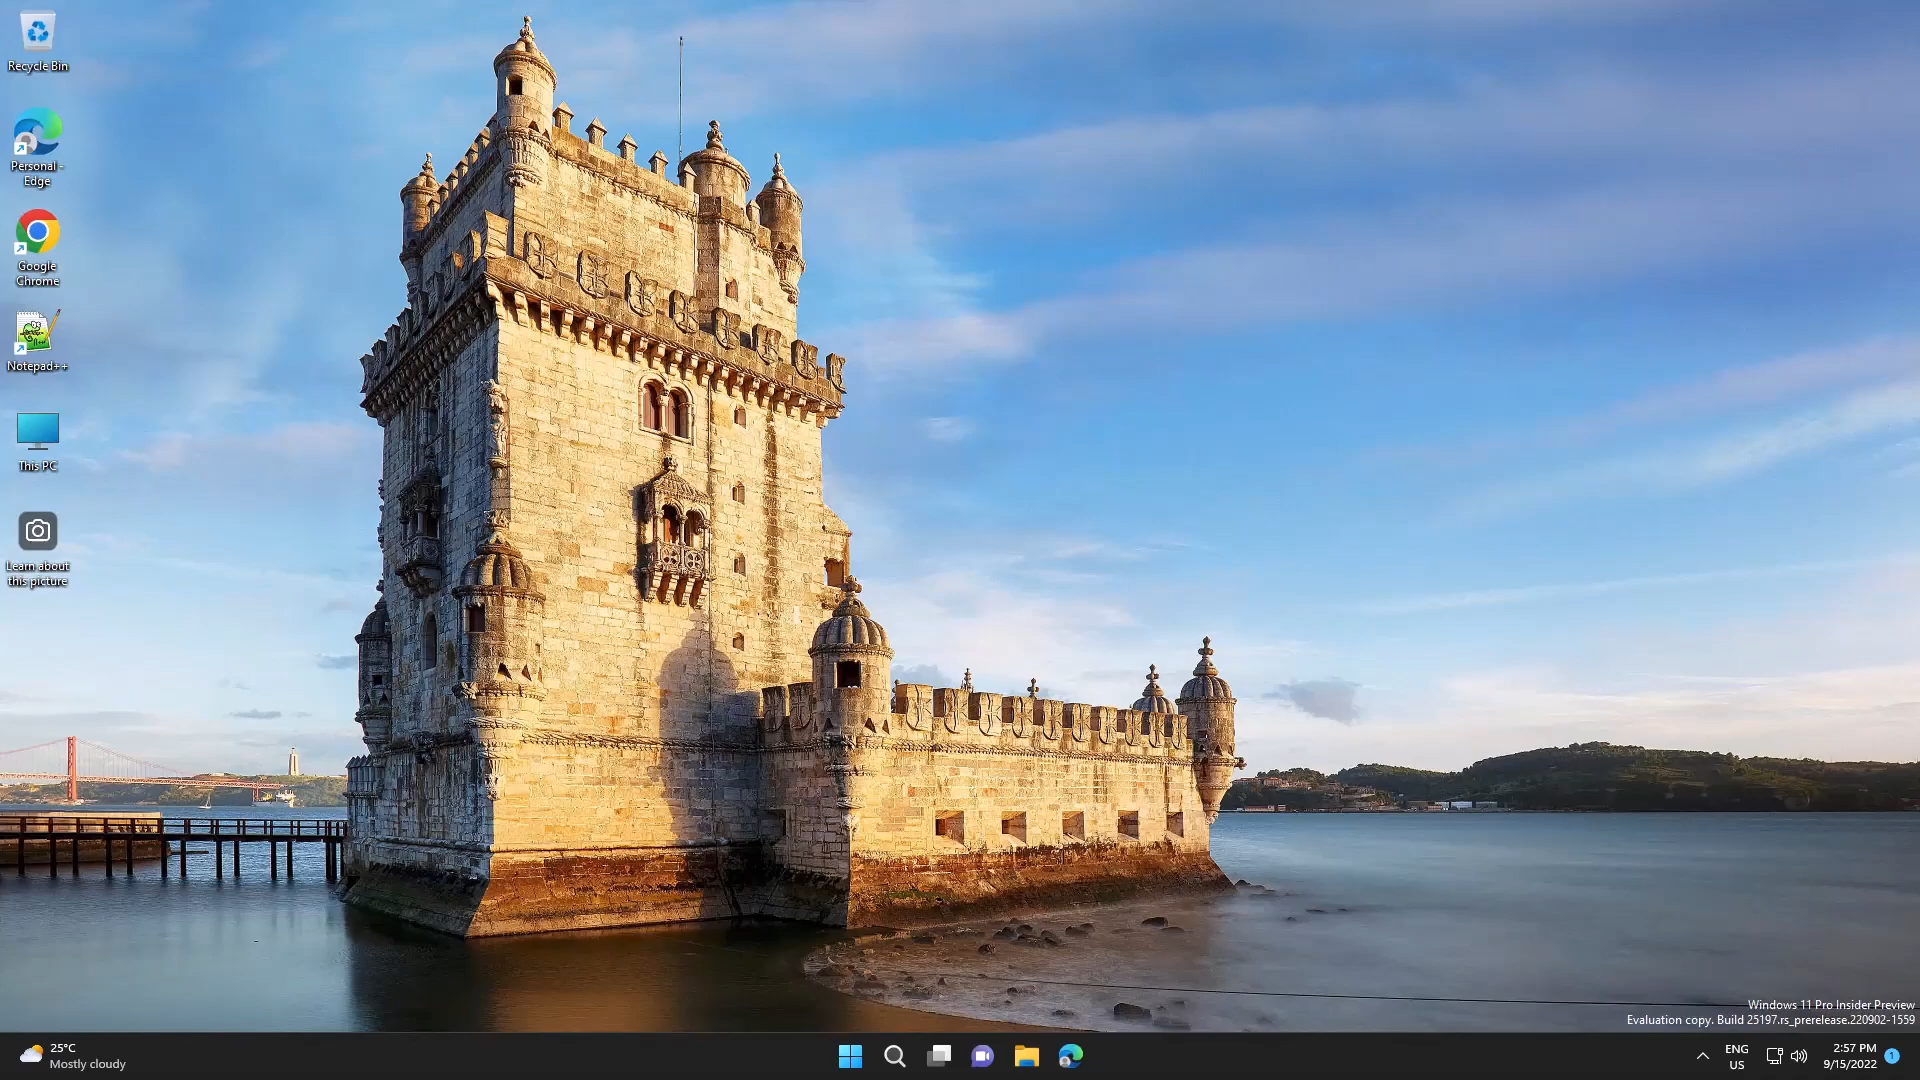 Recycle Bin
Personal -
Edge
Google
Chrome
Notepad++
This PC
Learn about
this picture
Windows 11 Pro Insider Preview
Evaluation copy. Build 25197.rs_prerelease.220902-1559
25°C
Mostly cloudy
ENG
US
2:57 PM
9/15/2022
1